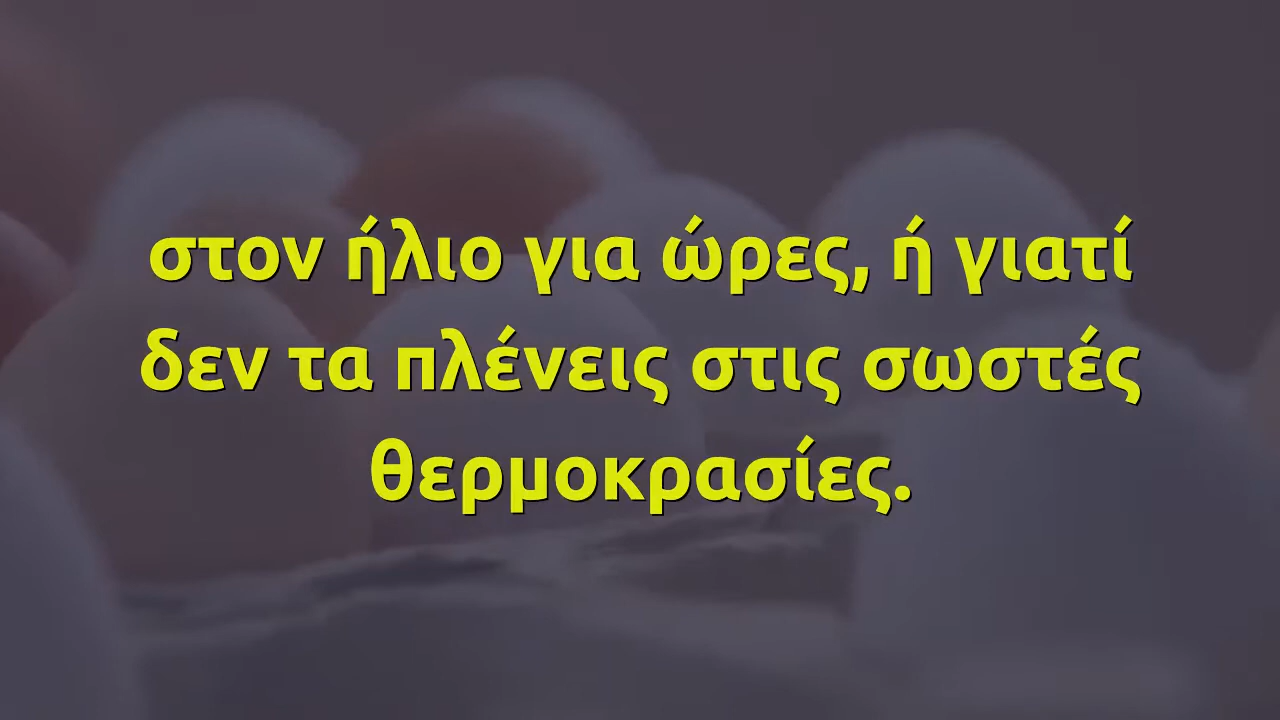 στον ήλιο για ώρες, ή γιατί
δεν τα πλένεις στις σωστές
θερμοκρασίες.